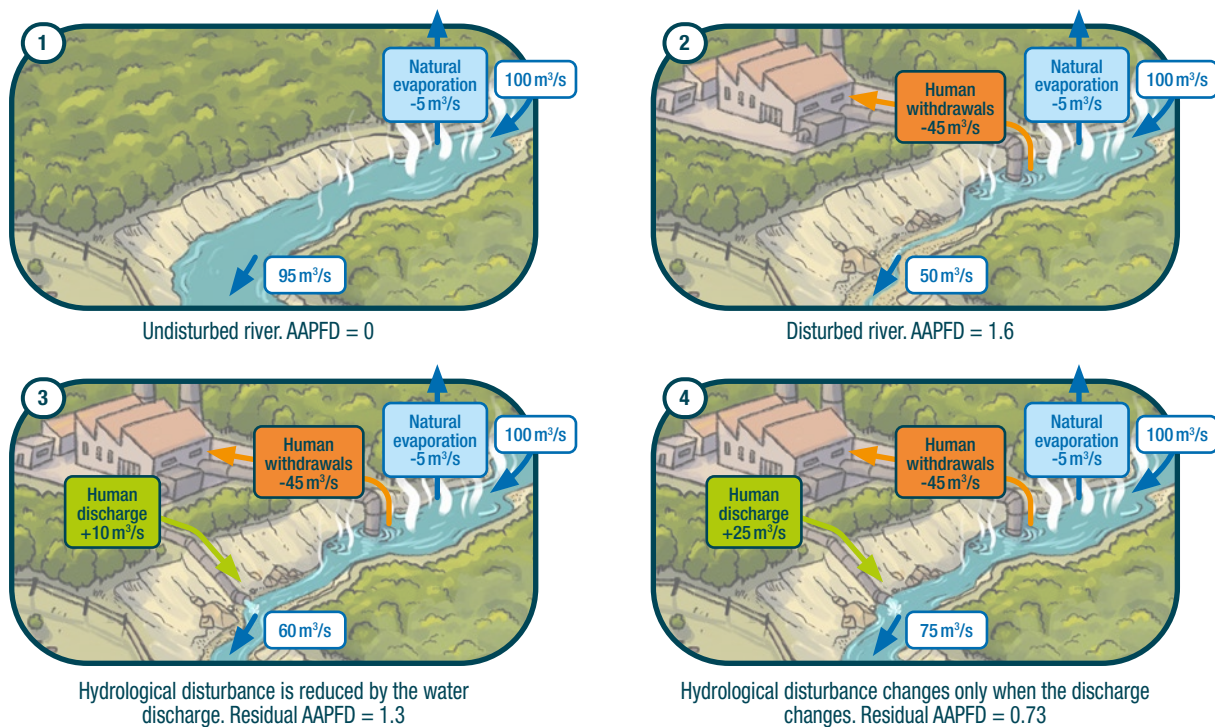 1
Natural
evaporation
-5 m³/s
100 m³/s
95 m³/s
Undisturbed river. AAPFD = 0
2
Human
withdrawals
-45 m³/s
Natural
evaporation
-5 m³/s
100 m³/s
50 m³/s
Disturbed river. AAPFD = 1.6
3
Human
discharge
+10 m³/s
Human
withdrawals
-45 m³/s
Natural
evaporation
-5 m³/s
100 m³/s
60 m³/s
Hydrological disturbance is reduced by the water
discharge. Residual AAPFD = 1.3
4
Human
discharge
+25 m³/s
Human
withdrawals
-45 m³/s
Natural
evaporation
-5 m³/s
100 m³/s
75 m³/s
Hydrological disturbance changes only when the discharge
changes. Residual AAPFD = 0.73